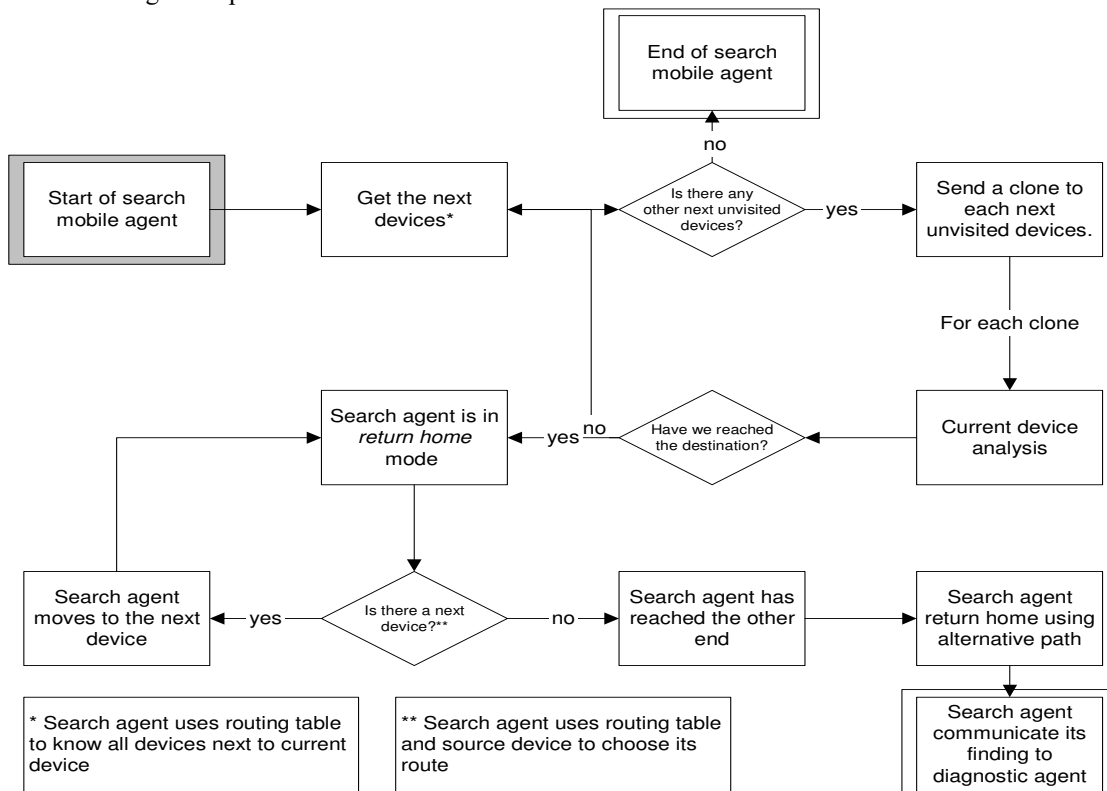 End of search
mobile agent
no
Start of search
mobile agent
Get the next
devices*
Is there any
other next unvisited
devices?
yes
Send a clone to
each next
unvisited devices.
For each clone
Search agent is in
return home
mode
yes
no
Have we reached
the destination?
Current device
analysis
Search agent
moves to the next
device
yes
Is there a next
device?**
no
Search agent has
reached the other
end
Search agent
return home using
alternative path
* Search agent uses routing table
to know all devices next to current
device
** Search agent uses routing table
and source device to choose its
route
Search agent
communicate its
finding to
diagnostic agent